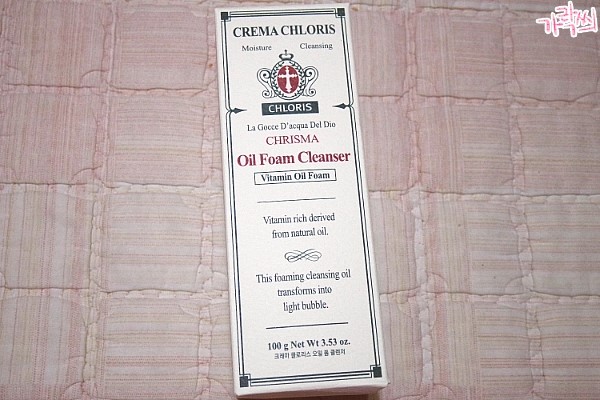 CREMA CHLORIS
Moisture Cleansing
CHLORIS
La Gocce D'acqua Del Dio
CHRISMA
Oil Foam Cleanser
Vitamin Oil Foam
Vitamin rich derived
from natural oil.
This foaming cleansing oil
transforms into
light bubble.
100 g Net Wt 3.53 oz.
크레마 클로리스 오일 폼 클렌저